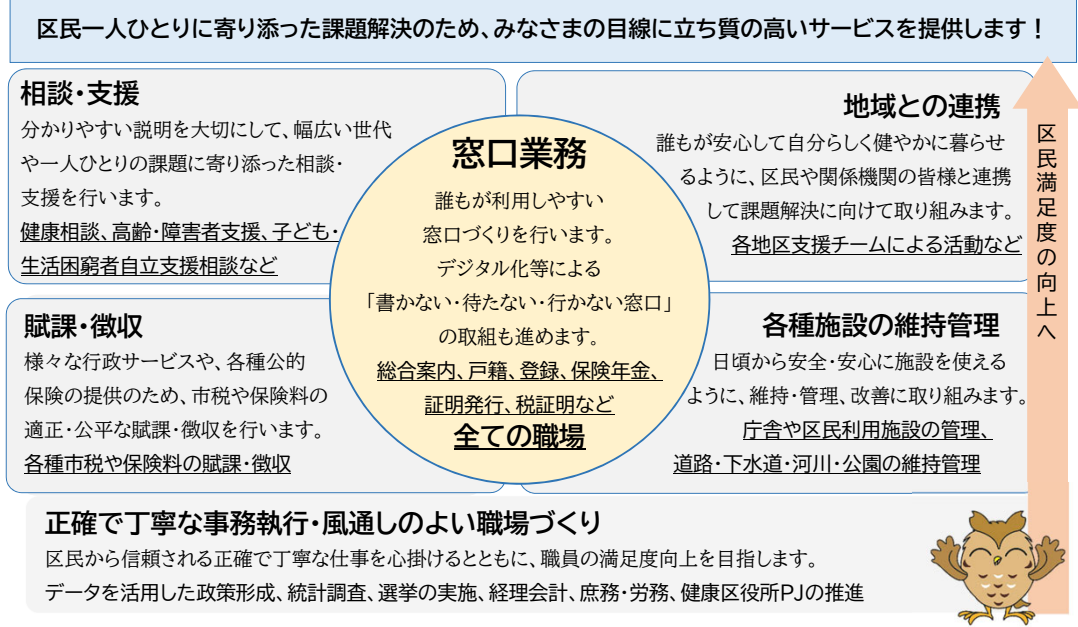 区民一人ひとりに寄り添った課題解決のため、みなさまの目線に立ち質の高いサービスを提供します！
相談・支援
分かりやすい説明を大切にして、幅広い世代
や一人ひとりの課題に寄り添った相談・
支援を行います。
健康相談、高齢・障害者支援、子ども・
生活困窮者自立支援相談など
地域との連携
誰もが安心して自分らしく健やかに暮らせ
るように、区民や関係機関の皆様と連携
して課題解決に向けて取り組みます。
各地区支援チームによる活動など
窓口業務
誰もが利用しやすい
窓口づくりを行います。
デジタル化等による
「書かない・待たない・行かない窓口」
の取組も進めます。
総合案内、戸籍、登録、保険年金、
証明発行、税証明など
全ての職場
賦課・徴収
様々な行政サービスや、各種公的
保険の提供のため、市税や保険料の
適正・公平な賦課・徴収を行います。
各種市税や保険料の賦課・徴収
各種施設の維持管理
日頃から安全・安心に施設を使える
ように、維持・管理、改善に取り組みます。
庁舎や区民利用施設の管理、
道路・下水道・河川・公園の維持管理
区民満足度の向上へ
正確で丁寧な事務執行・風通しのよい職場づくり
区民から信頼される正確で丁寧な仕事を心掛けるとともに、職員の満足度向上を目指します。
データを活用した政策形成、統計調査、選挙の実施、経理会計、庶務・労務、健康区役所PJの推進